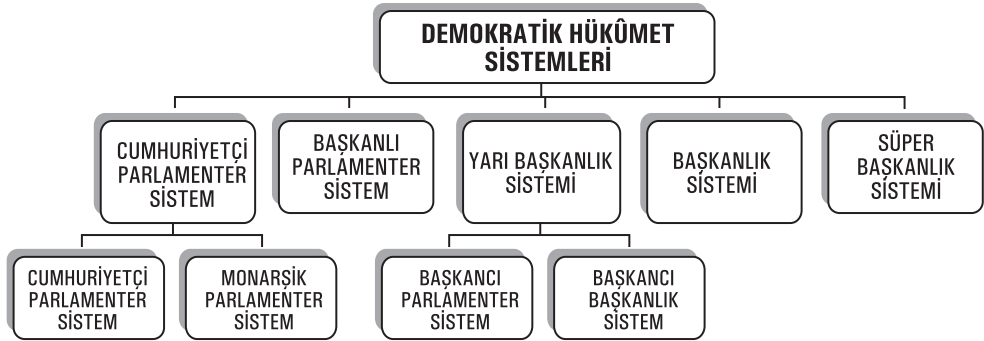 DEMOKRATİK HÜKÛMET
SİSTEMLERİ
CUMHURİYETÇİ
PARLAMENTER
SİSTEM
BAŞKANLI
PARLAMENTER
SİSTEM
YARI BAŞKANLIK
SİSTEMİ
BAŞKANLIK
SİSTEMİ
SÜPER
BAŞKANLIK
SİSTEMİ
CUMHURİYETÇİ
PARLAMENTER
SİSTEM
MONARŞİK
PARLAMENTER
SİSTEM
BAŞKANCI
PARLAMENTER
SİSTEM
BAŞKANCI
BAŞKANLIK
SİSTEM